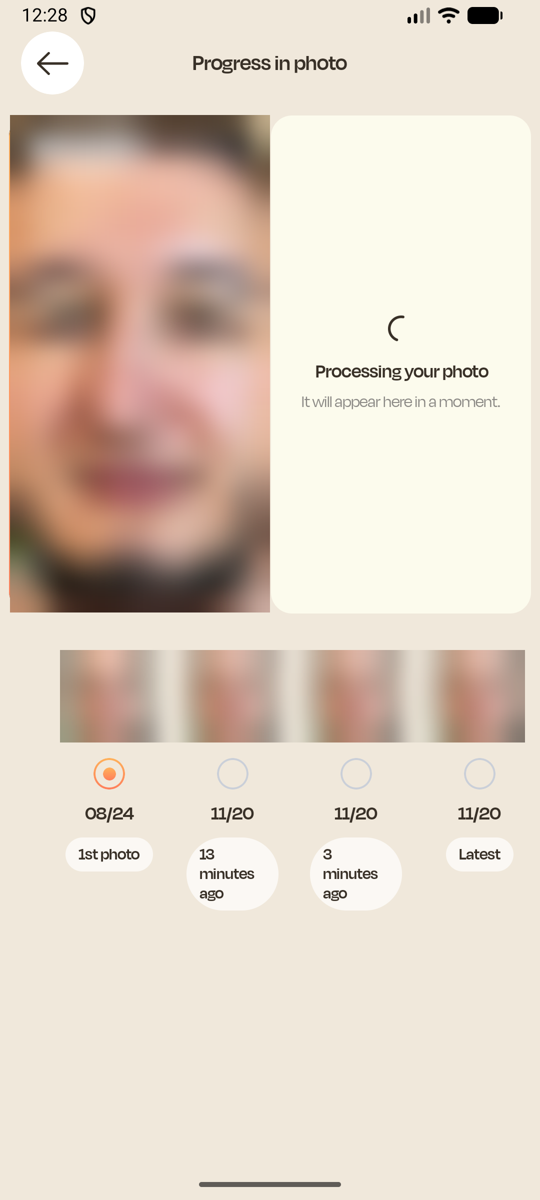 12:28
Progress in photo
Processing your photo
It will appear here in a moment.
08/24
11/20
11/20
11/20
1st photo
13
minutes
ago
3
minutes
ago
Latest